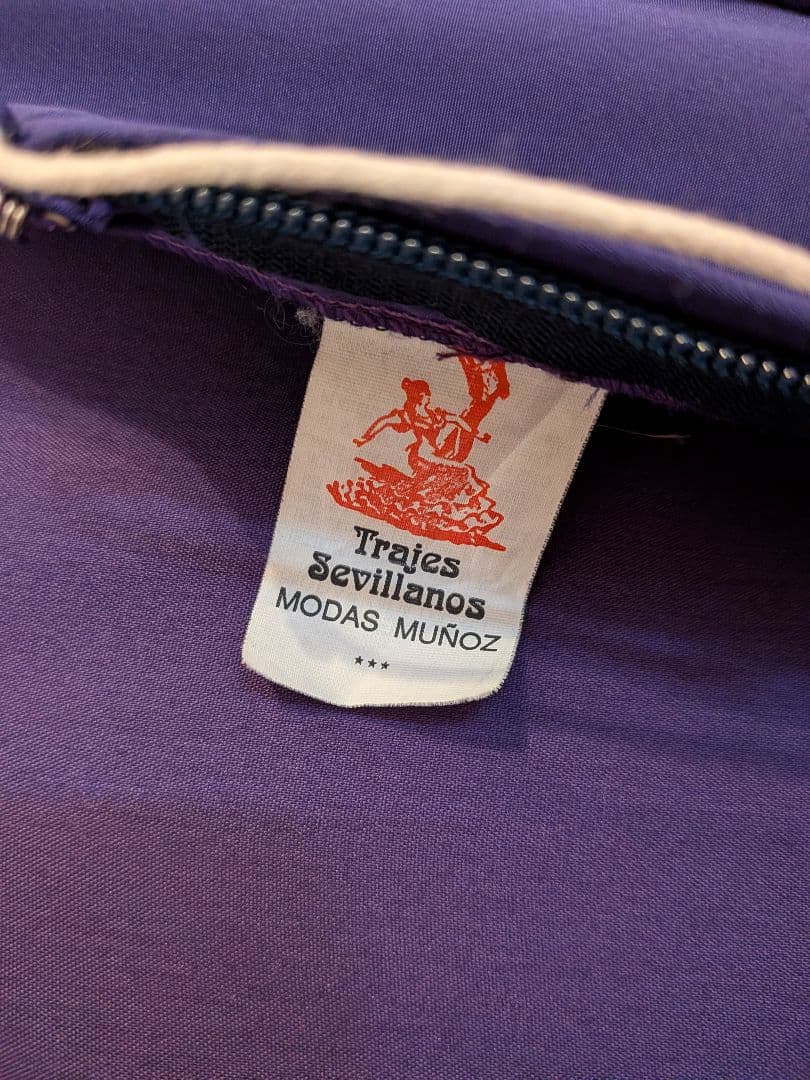 Trajes
Sevillanos
MODAS MUÑOZ
***